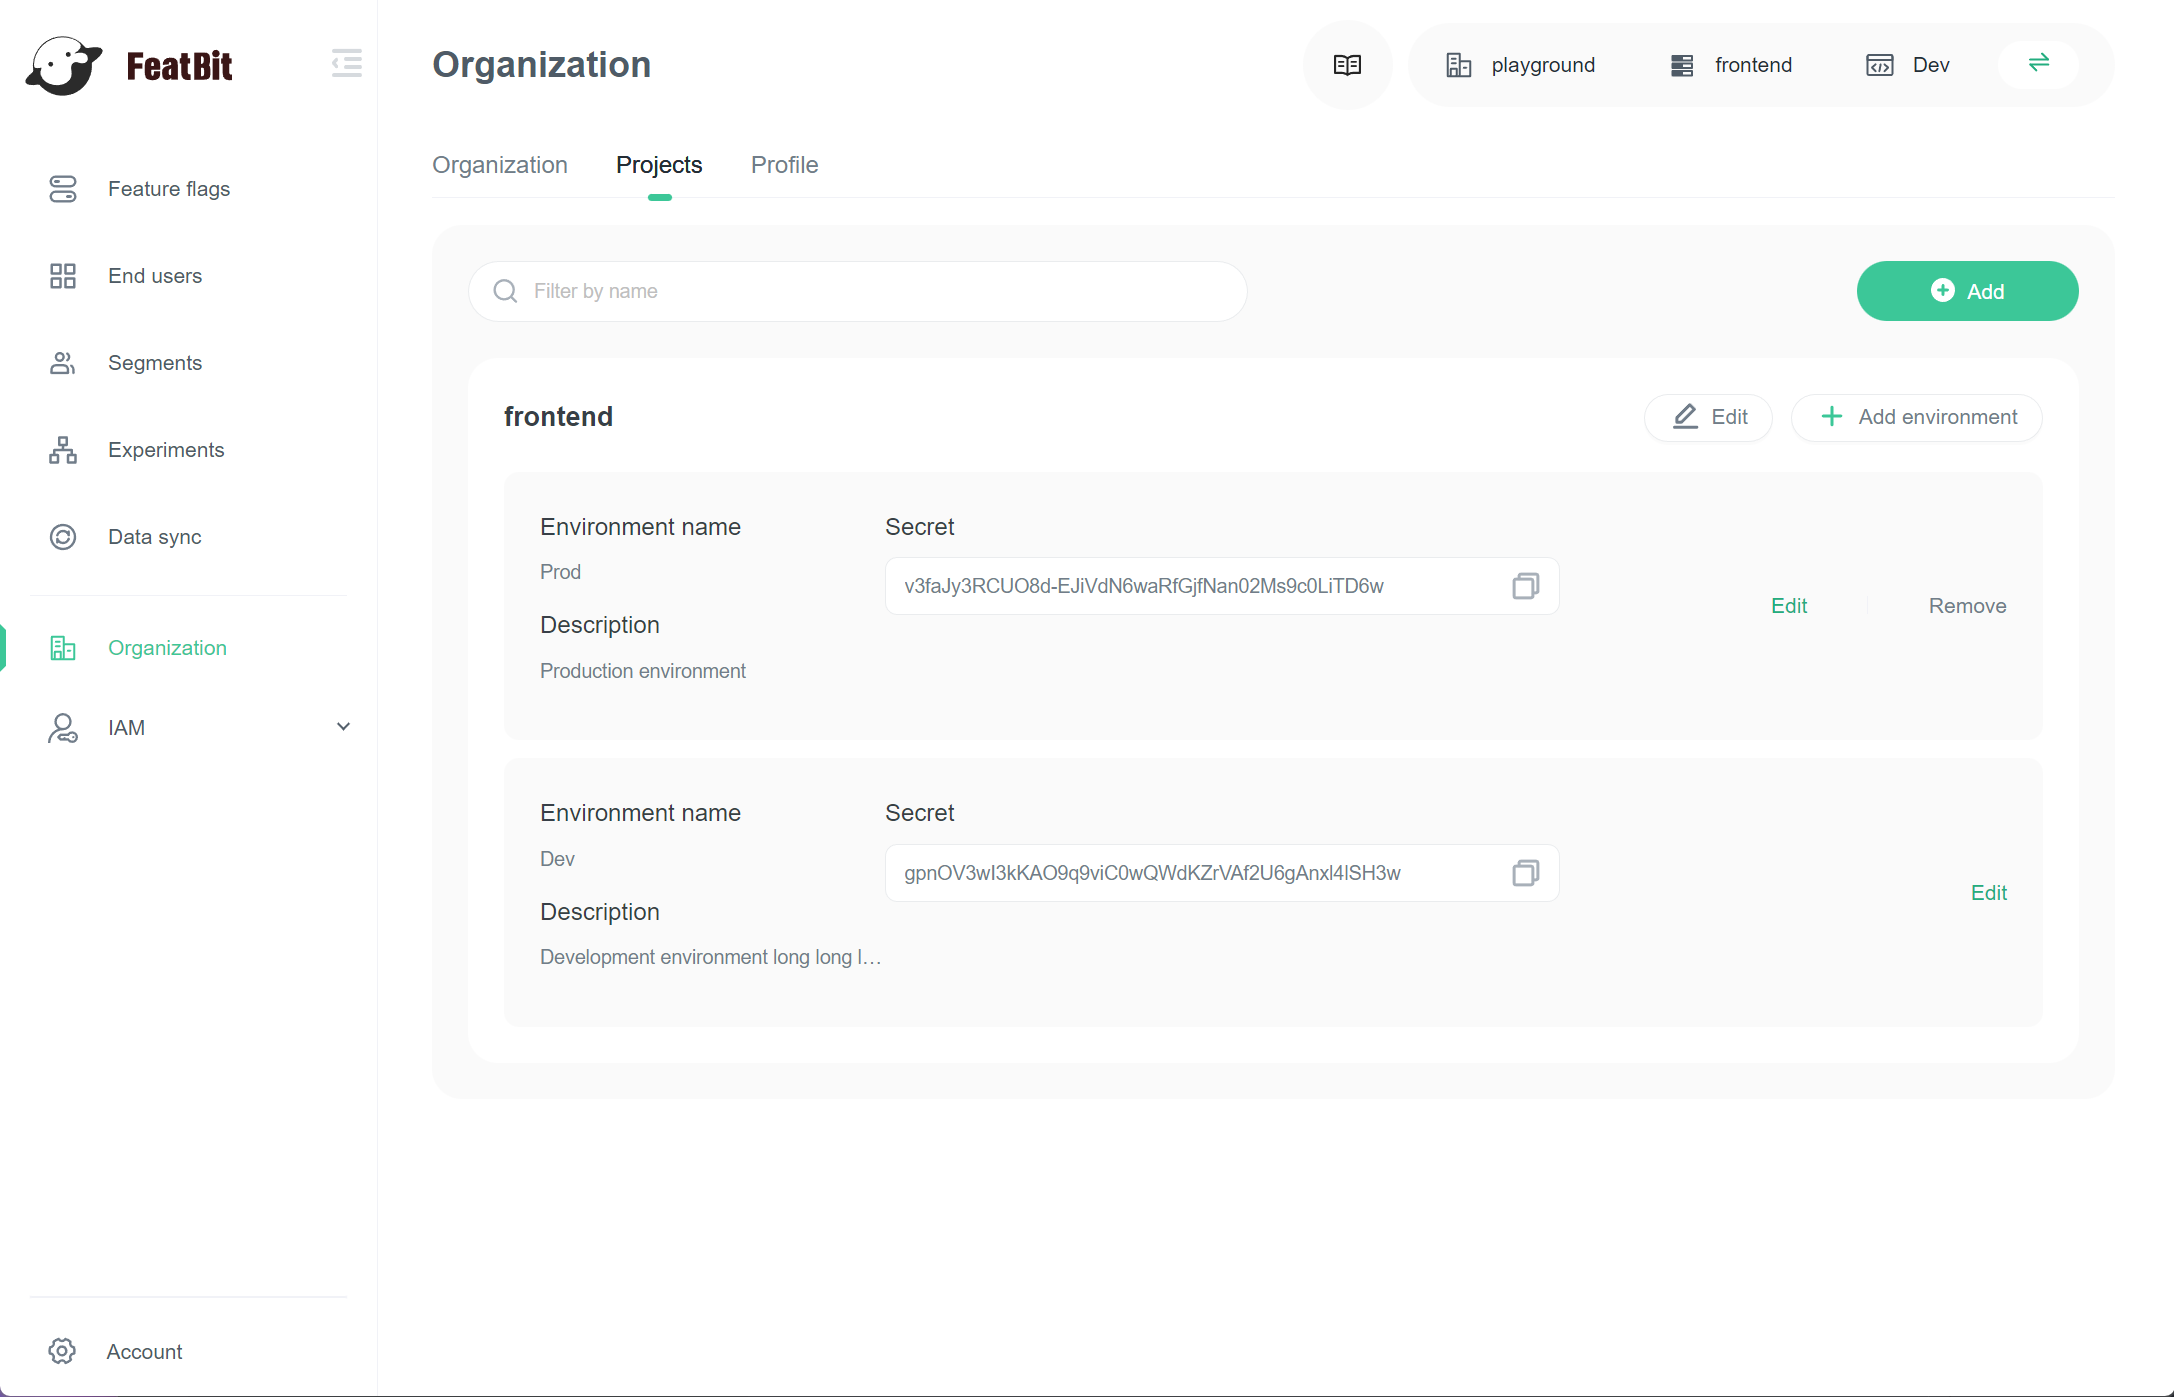 FeatBit
Organization
playground
frontend
Dev
Organization
Projects
Profile
Feature flags
End users
Segments
Experiments
Data sync
Organization
IAM
Account
Filter by name
Add
frontend
Edit
Add environment
Environment name
Secret
Prod
v3faJy3RCUO8d-EJiVdN6waRfGjfNan02Ms9c0LiTD6w
Edit
Remove
Description
Production environment
Environment name
Secret
Dev
gpnOV3wI3kKAO9q9viC0wQWdKZrVAf2U6gAnxl4lSH3w
Edit
Description
Development environment long long l...